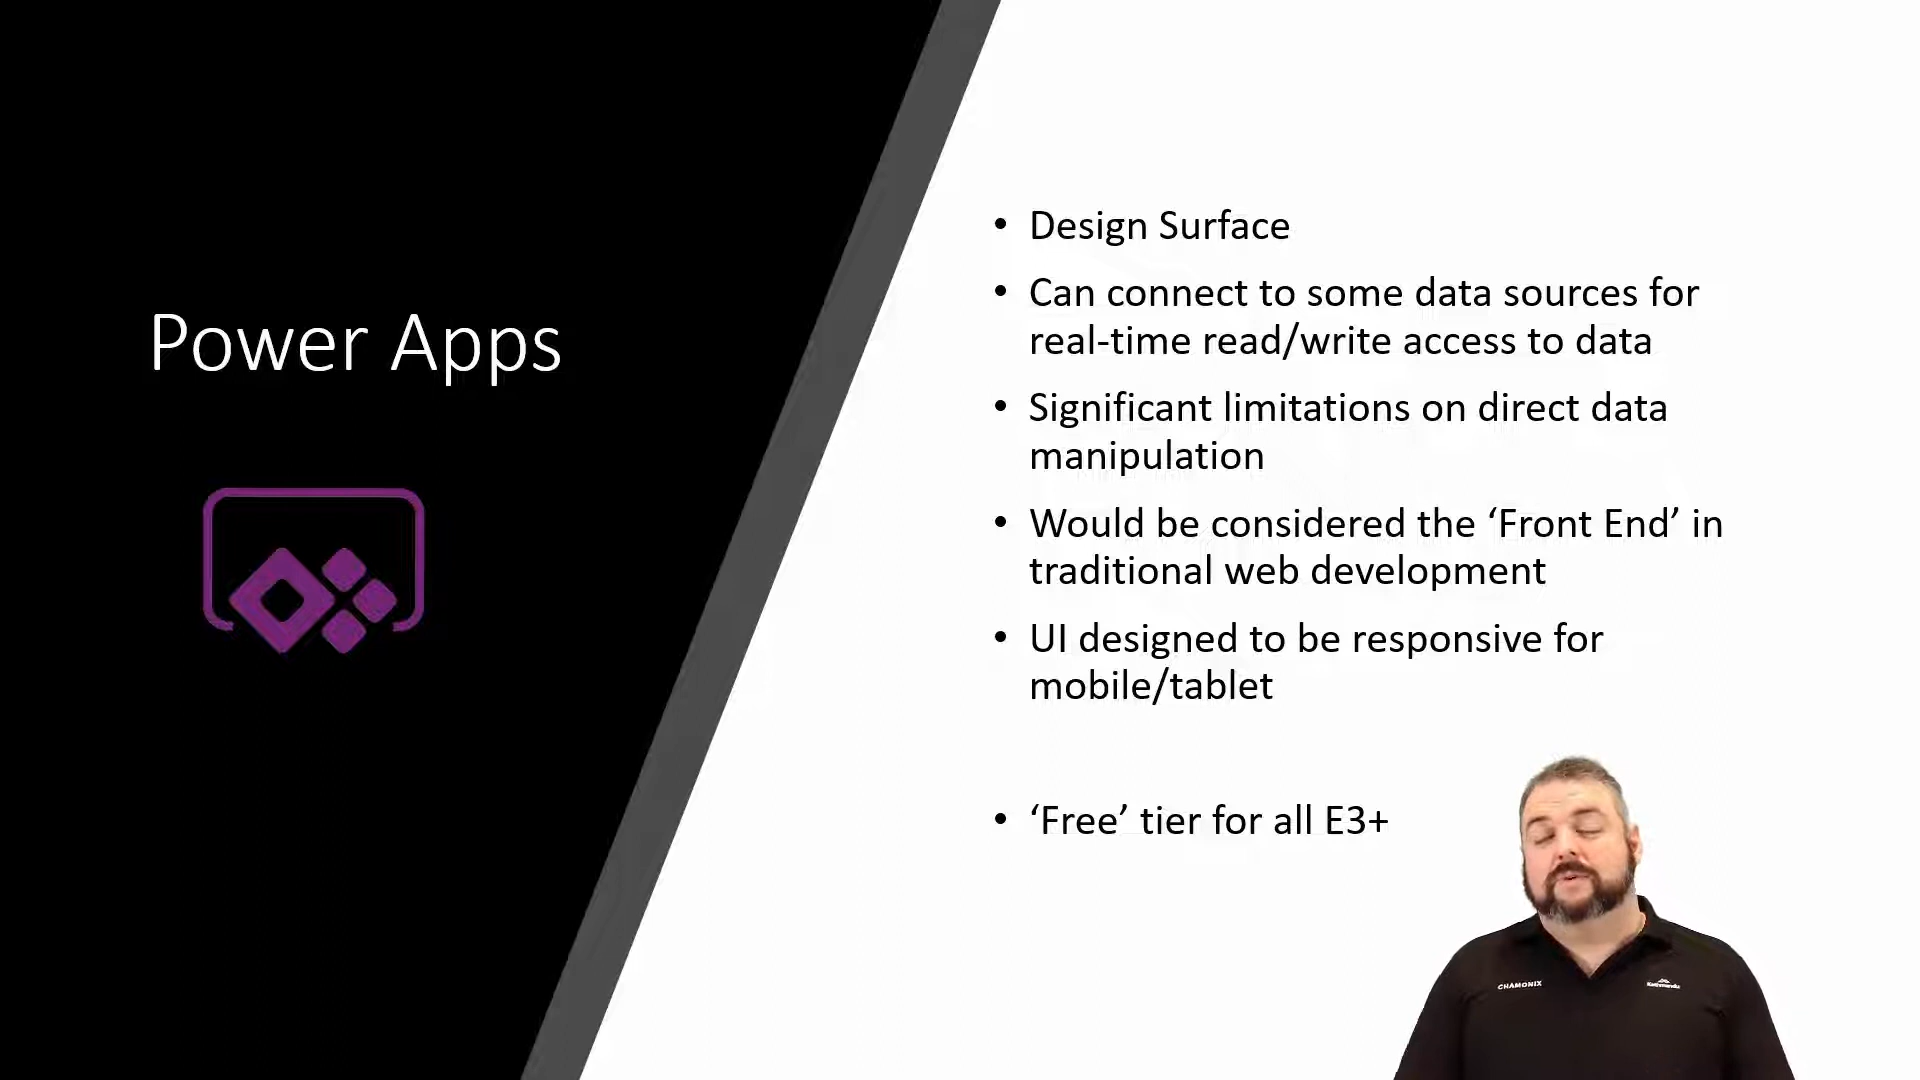 Power Apps
• Design Surface
• Can connect to some data sources for
real-time read/write access to data
• Significant limitations on direct data
manipulation
• Would be considered the ‘Front End’ in
traditional web development
• UI designed to be responsive for
mobile/tablet
• ‘Free’ tier for all E3+
CHAMONIX
Kathmandu